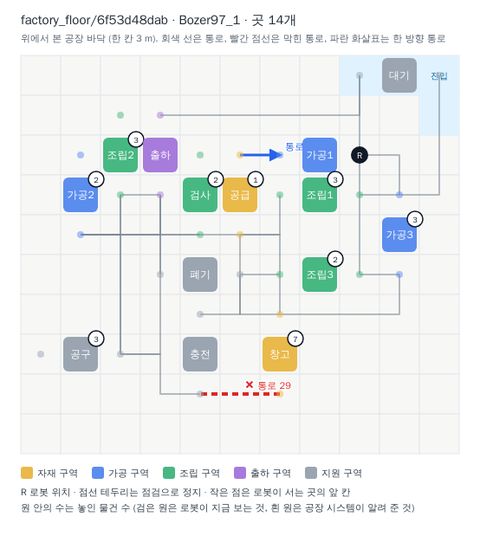 factory_floor/6f53d48dab · Bozer97_1 · 곳 14개
위에서 본 공장 바닥 (한 칸 3 m). 회색 선은 통로, 빨간 점선은 막힌 통로, 파란 화살표는 한 방향 통로
대기
3
조립2
출하
통로
가공1
R
2
가공2
2
검사
1
공급
3
조립1
3
가공3
폐기
2
조립3
3
공구
충전
7
창고
✕ 통로 29
자재 구역
가공 구역
조립 구역
출하 구역
지원 구역
R 로봇 위치 · 점선 테두리는 점검으로 정지 · 작은 점은 로봇이 서는 곳의 앞 칸
원 안의 수는 놓인 물건 수 (검은 원은 로봇이 지금 보는 것, 흰 원은 공장 시스템이 알려 준 것)